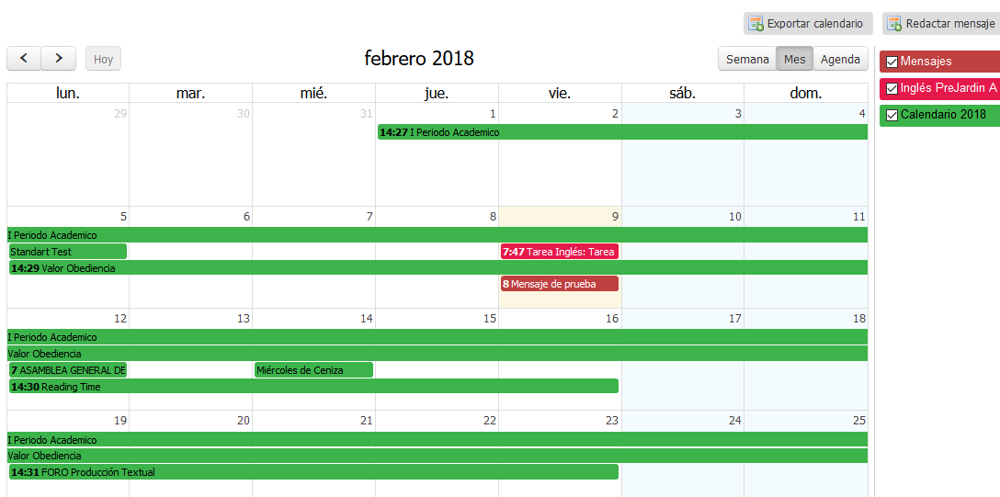 Exportar calendario Redactar mensaje
Hoy febrero 2018 Semana Mes Agenda
Mensajes
Inglés PreJardin A
Calendario 2018
lun. mar. mié. jue. vie. sáb. dom.
29 30 31 1 2 3 4
14:27 I Periodo Academico
5 6 7 8 9 10 11
I Periodo Academico
Standart Test 7:47 Tarea Inglés: Tarea
14:29 Valor Obediencia
8 Mensaje de prueba
12 13 14 15 16 17 18
I Periodo Academico
Valor Obediencia
7 ASAMBLEA GENERAL DE Miércoles de Ceniza
14:30 Reading Time
19 20 21 22 23 24 25
I Periodo Academico
Valor Obediencia
14:31 FORO Producción Textual